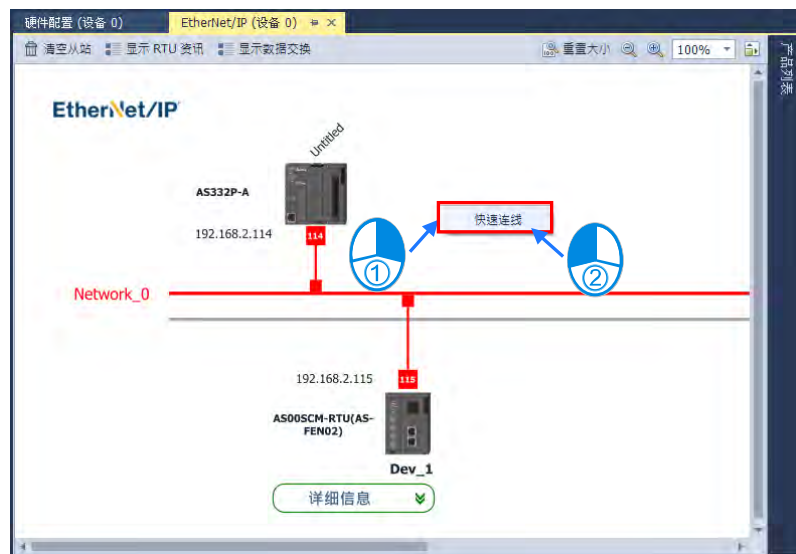 硬件配置 (设备 0)
EtherNet/IP (设备 0)
清空从站
显示 RTU 资讯
显示数据交换
重置大小
100%
产品列表
EtherNet/IP
Untitled
AS332P-A
192.168.2.114
114
快速连线
①
②
Network_0
192.168.2.115
115
AS00SCM-RTU(AS-
FEN02)
Dev_1
详细信息